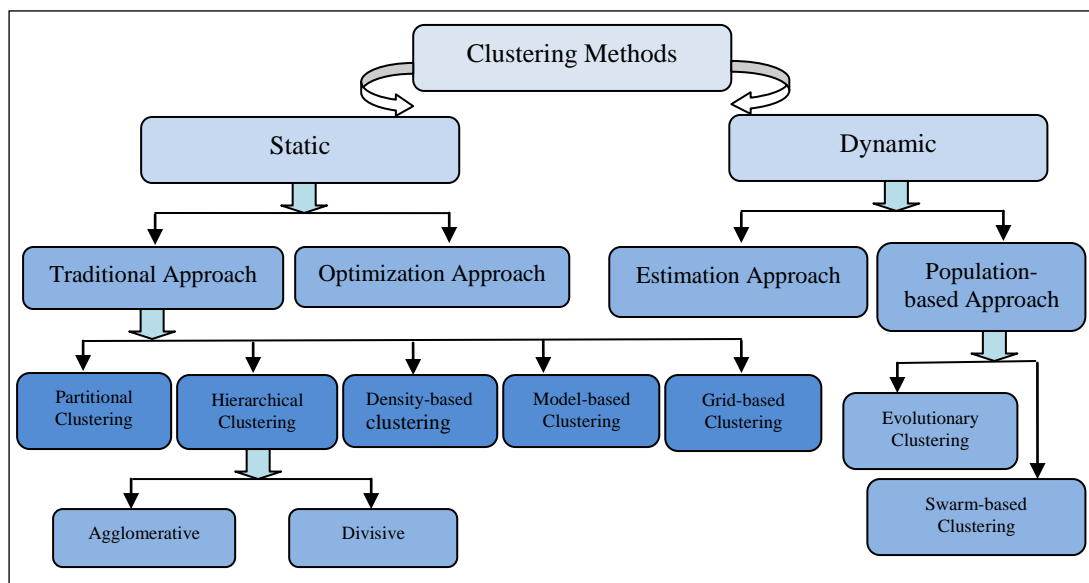 Clustering Methods
Static
Dynamic
Traditional Approach
Optimization Approach
Estimation Approach
Population-
based Approach
Partitional
Clustering
Hierarchical
Clustering
Density-based
clustering
Model-based
Clustering
Grid-based
Clustering
Evolutionary
Clustering
Swarm-based
Clustering
Agglomerative
Divisive